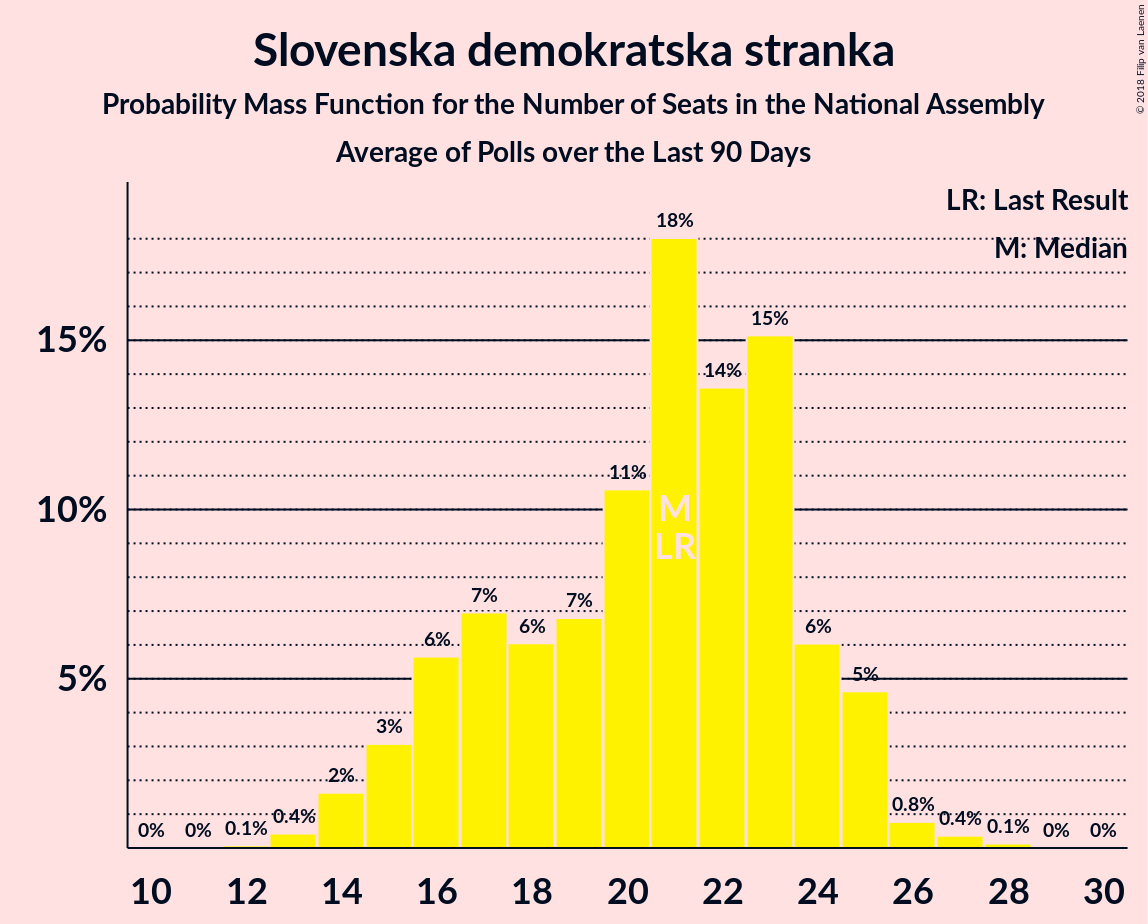 Slovenska demokratska stranka
Probability Mass Function for the Number of Seats in the National Assembly
Average of Polls over the Last 90 Days
© 2018 Filip van Laenen
LR: Last Result
M: Median
15%
10%
5%
0%
0%
0.1%
0.4%
2%
3%
6%
7%
6%
7%
11%
18%
14%
15%
6%
5%
0.8%
0.4%
0.1%
0%
0%
M
LR
10 12 14 16 18 20 22 24 26 28 30